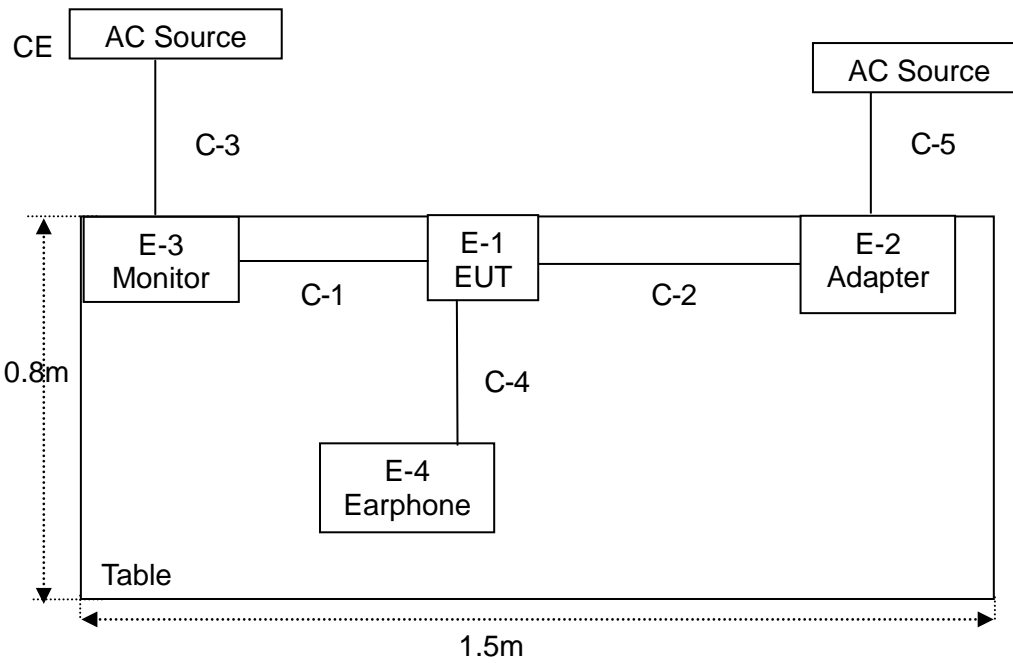 CE
AC Source
AC Source
C-3
C-5
E-3
Monitor
E-1
EUT
E-2
Adapter
C-1
C-2
0.8m
C-4
E-4
Earphone
Table
1.5m